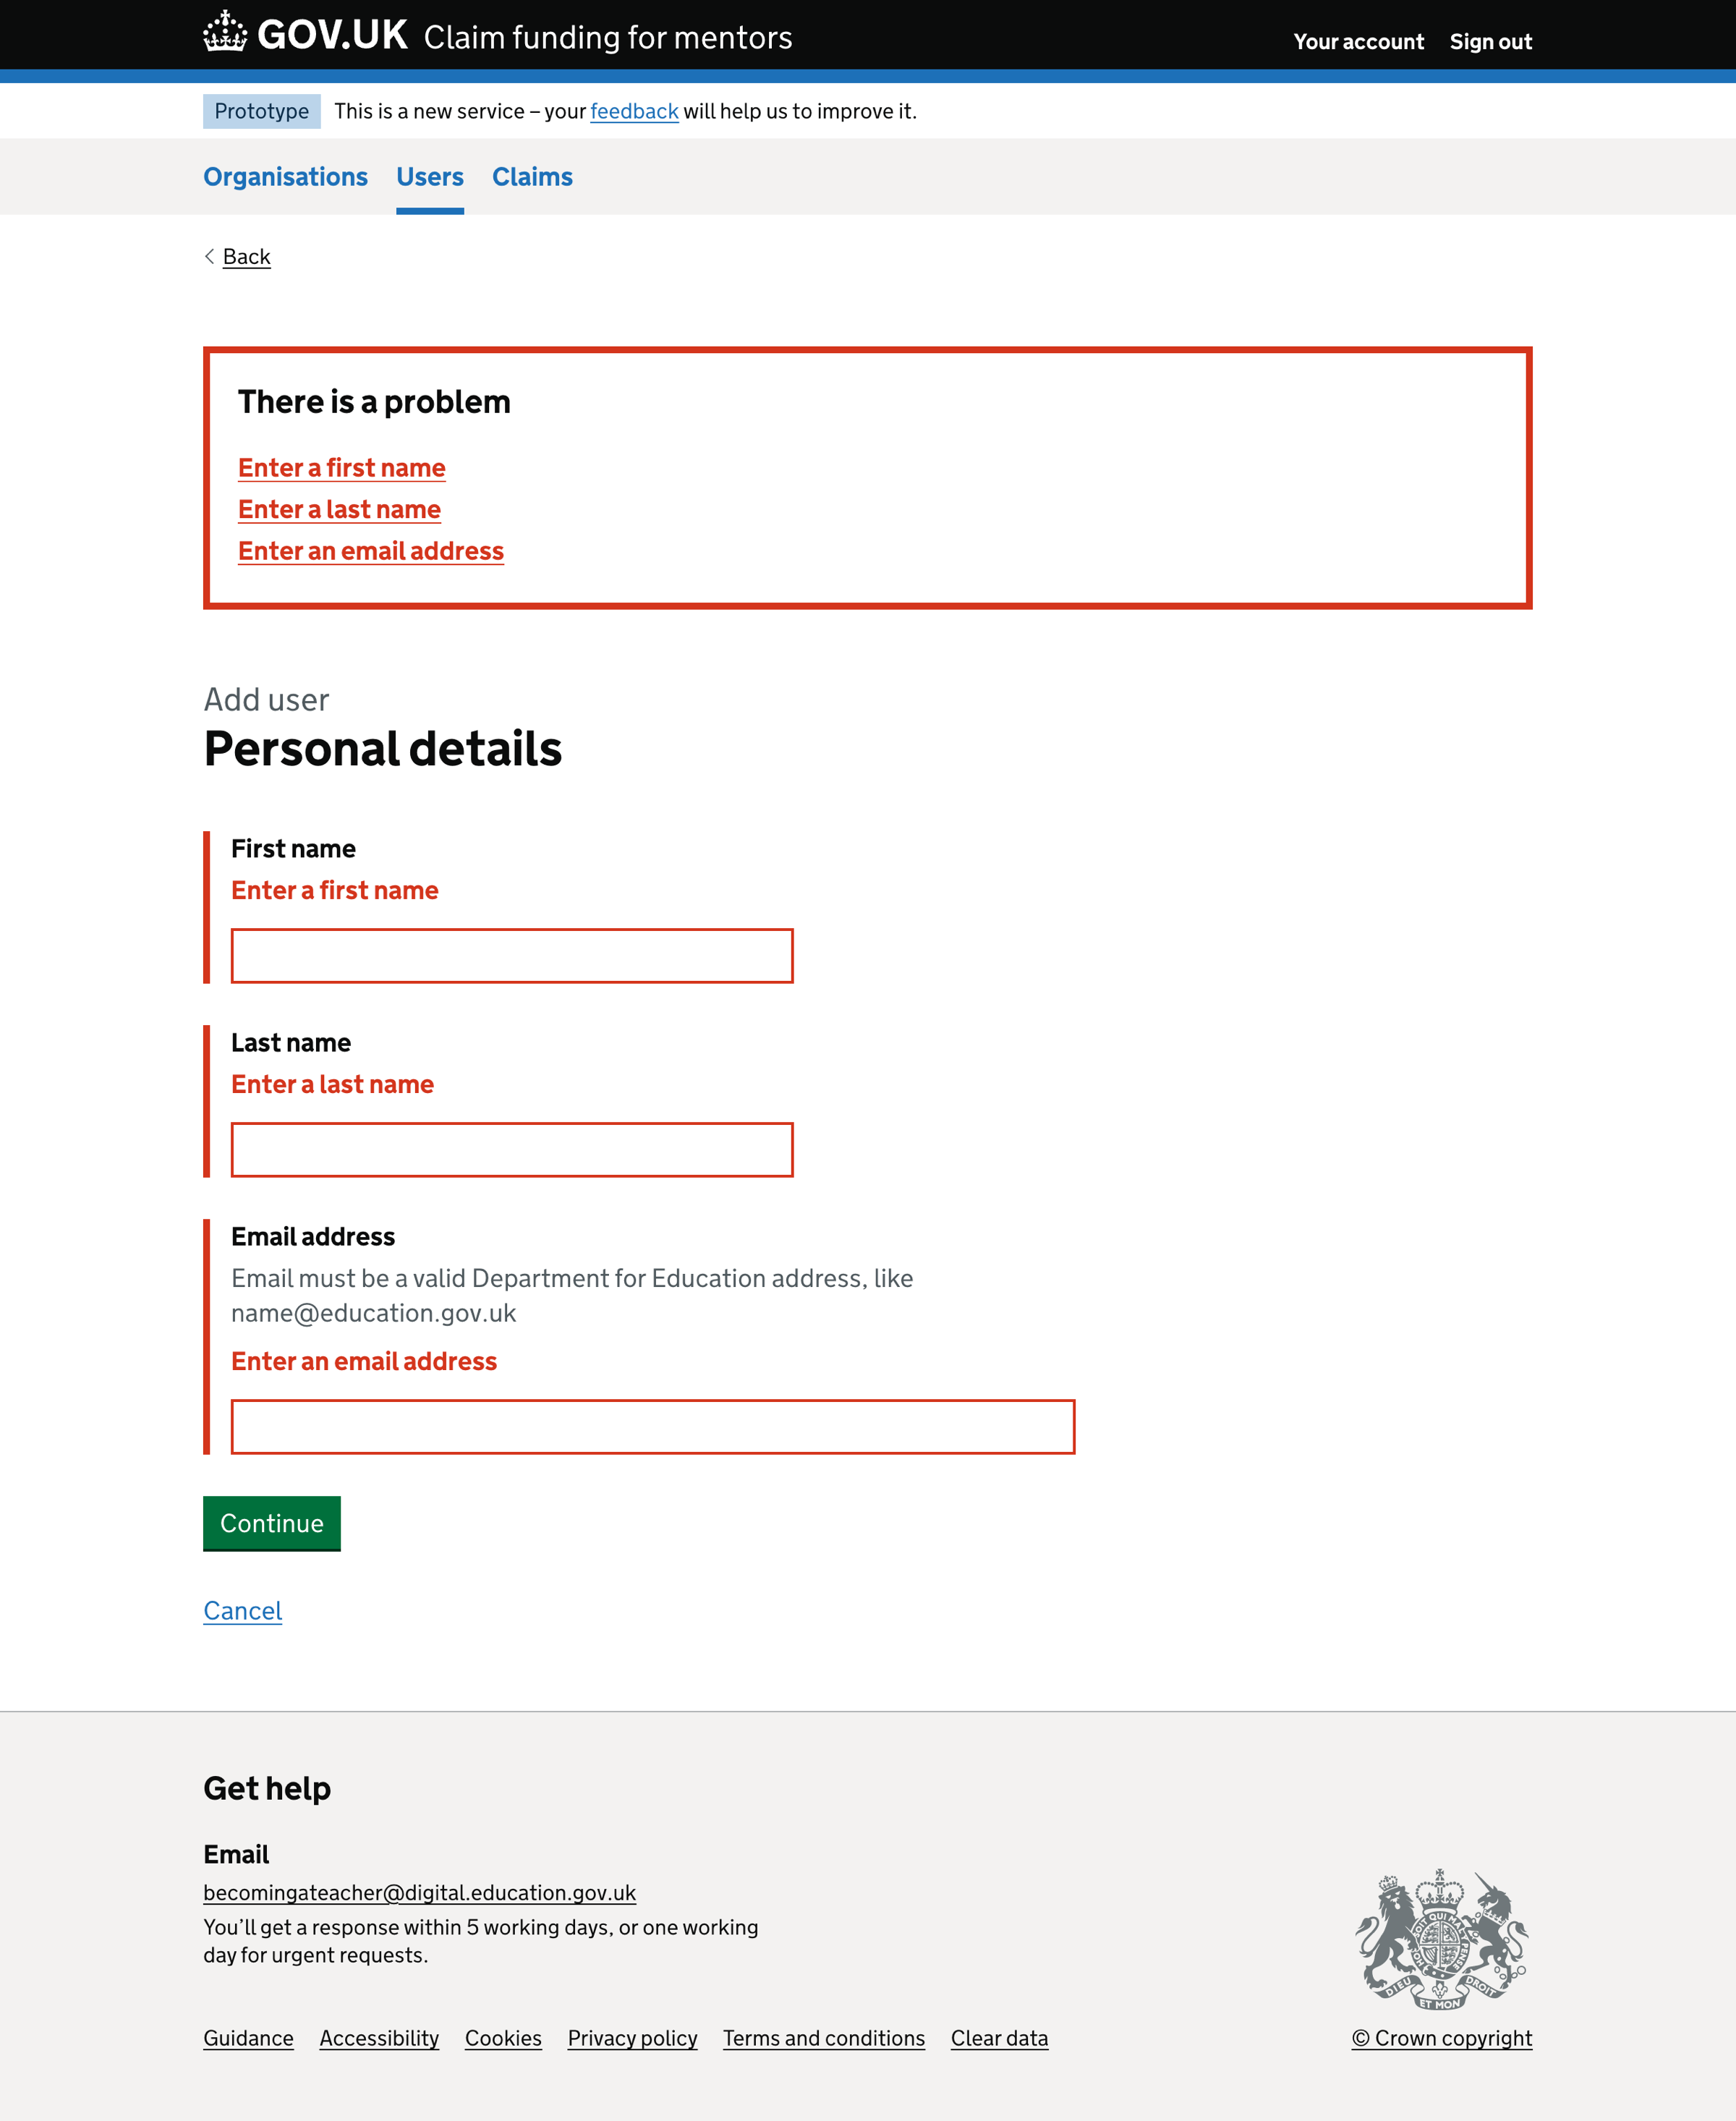 GOV.UK Claim funding for mentors
Your account Sign out
Prototype This is a new service – your feedback will help us to improve it.
Organisations Users Claims
Back
There is a problem
Enter a first name
Enter a last name
Enter an email address
Add user
Personal details
First name
Enter a first name
Last name
Enter a last name
Email address
Email must be a valid Department for Education address, like
name@education.gov.uk
Enter an email address
Continue
Cancel
Get help
Email
becomingateacher@digital.education.gov.uk
You’ll get a response within 5 working days, or one working
day for urgent requests.
DIEU ET MON DROIT
Guidance Accessibility Cookies Privacy policy Terms and conditions Clear data
© Crown copyright